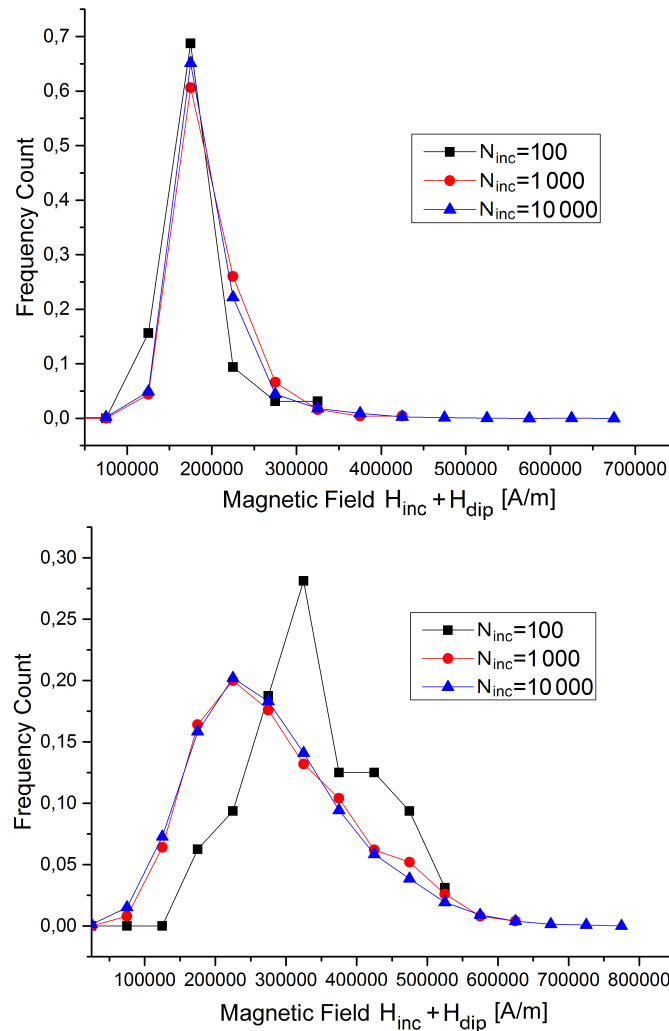 0,7
0,6
0,5
0,4
0,3
0,2
0,1
0,0
Frequency Count
N_inc=100
N_inc=1 000
N_inc=10 000
100000 200000 300000 400000 500000 600000 700000
Magnetic Field H_inc + H_dip [A/m]
0,30
0,25
0,20
0,15
0,10
0,05
0,00
Frequency Count
N_inc=100
N_inc=1 000
N_inc=10 000
100000 200000 300000 400000 500000 600000 700000 800000
Magnetic Field H_inc + H_dip [A/m]